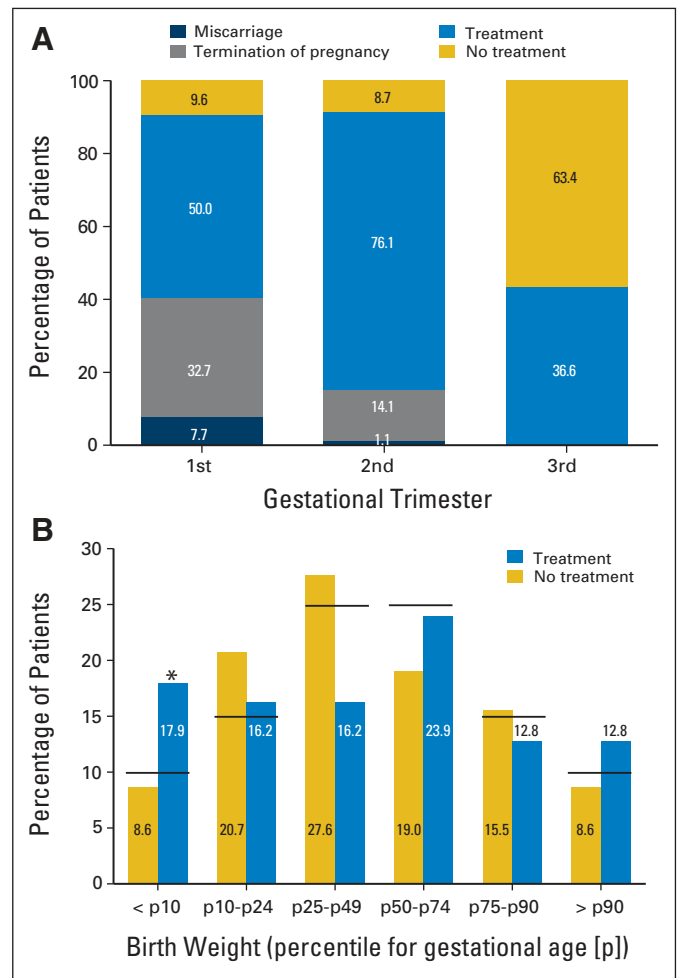 A
Miscarriage
Termination of pregnancy
Treatment
No treatment
Percentage of Patients
100
80
60
40
20
0
9.6
50.0
32.7
7.7
8.7
76.1
14.1
1.1
63.4
36.6
1st 2nd 3rd
Gestational Trimester
B
Treatment
No treatment
Percentage of Patients
30
25
20
15
10
5
0
*
8.6 17.9
20.7 16.2
27.6 16.2
19.0 23.9
15.5 12.8
8.6 12.8
< p10 p10-p24 p25-p49 p50-p74 p75-p90 > p90
Birth Weight (percentile for gestational age [p])